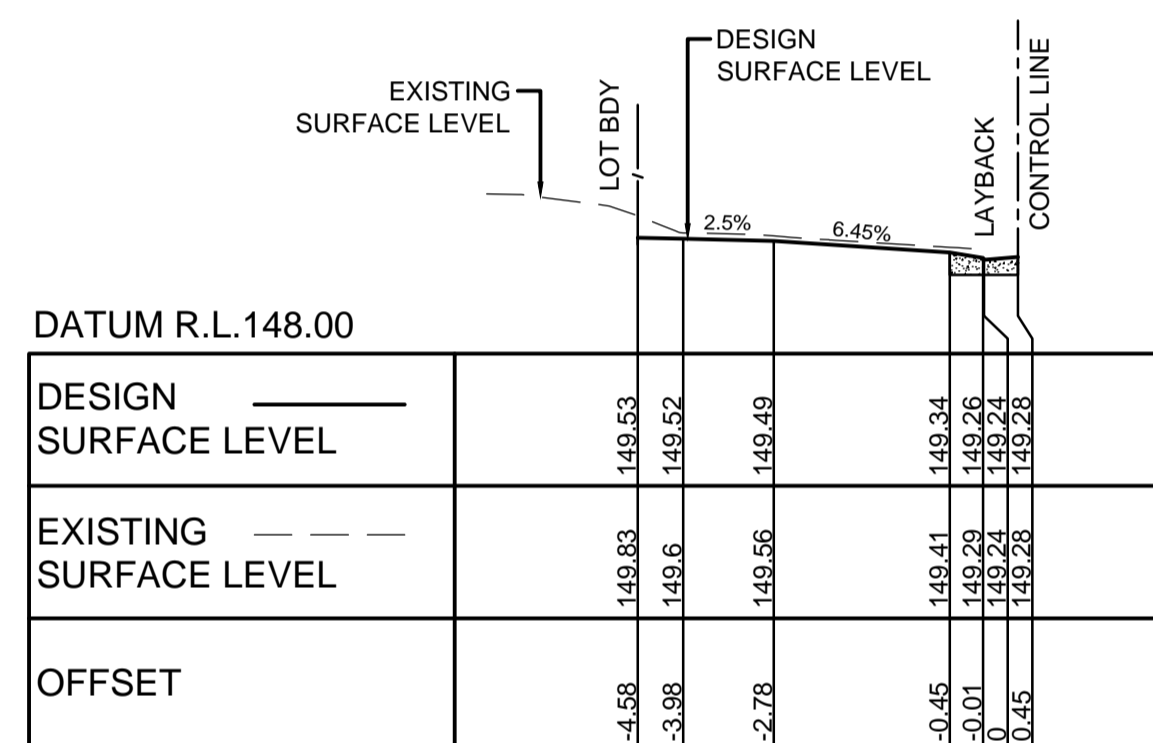 DESIGN
SURFACE LEVEL
EXISTING
SURFACE LEVEL
LOT BDY
LAYBACK
CONTROL LINE
2.5%
6.45%
DATUM R.L.148.00
DESIGN
SURFACE LEVEL
149.53 149.52 149.49 149.34 149.26 149.24 149.28
EXISTING
SURFACE LEVEL
149.83 149.6 149.56 149.41 149.29 149.24 149.28
OFFSET
-4.58 -3.98 -2.78 -0.45 -0.01 0 0.45